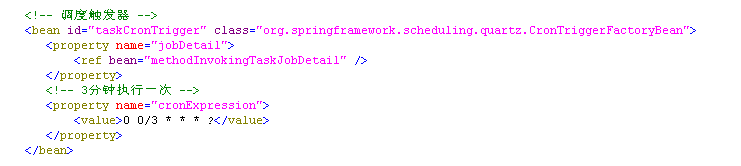 <!-- 调度触发器 -->
<bean id="taskCronTrigger" class="org.springframework.scheduling.quartz.CronTriggerFactoryBean">
<property name="jobDetail">
<ref bean="methodInvokingTaskJobDetail" />
</property>
<!-- 3分钟执行一次 -->
<property name="cronExpression">
<value>0 0/3 * * * ?</value>
</property>
</bean>